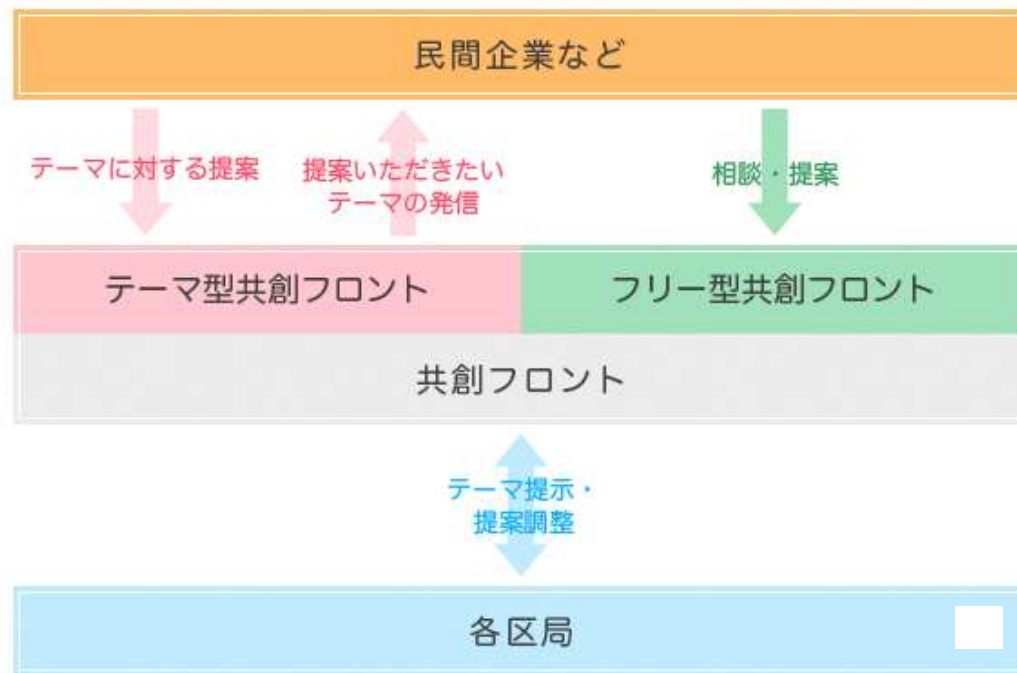 民間企業など
テーマに対する提案
提案いただきたい
テーマの発信
相談・提案
テーマ型共創フロント
フリー型共創フロント
共創フロント
テーマ提示・
提案調整
各区局